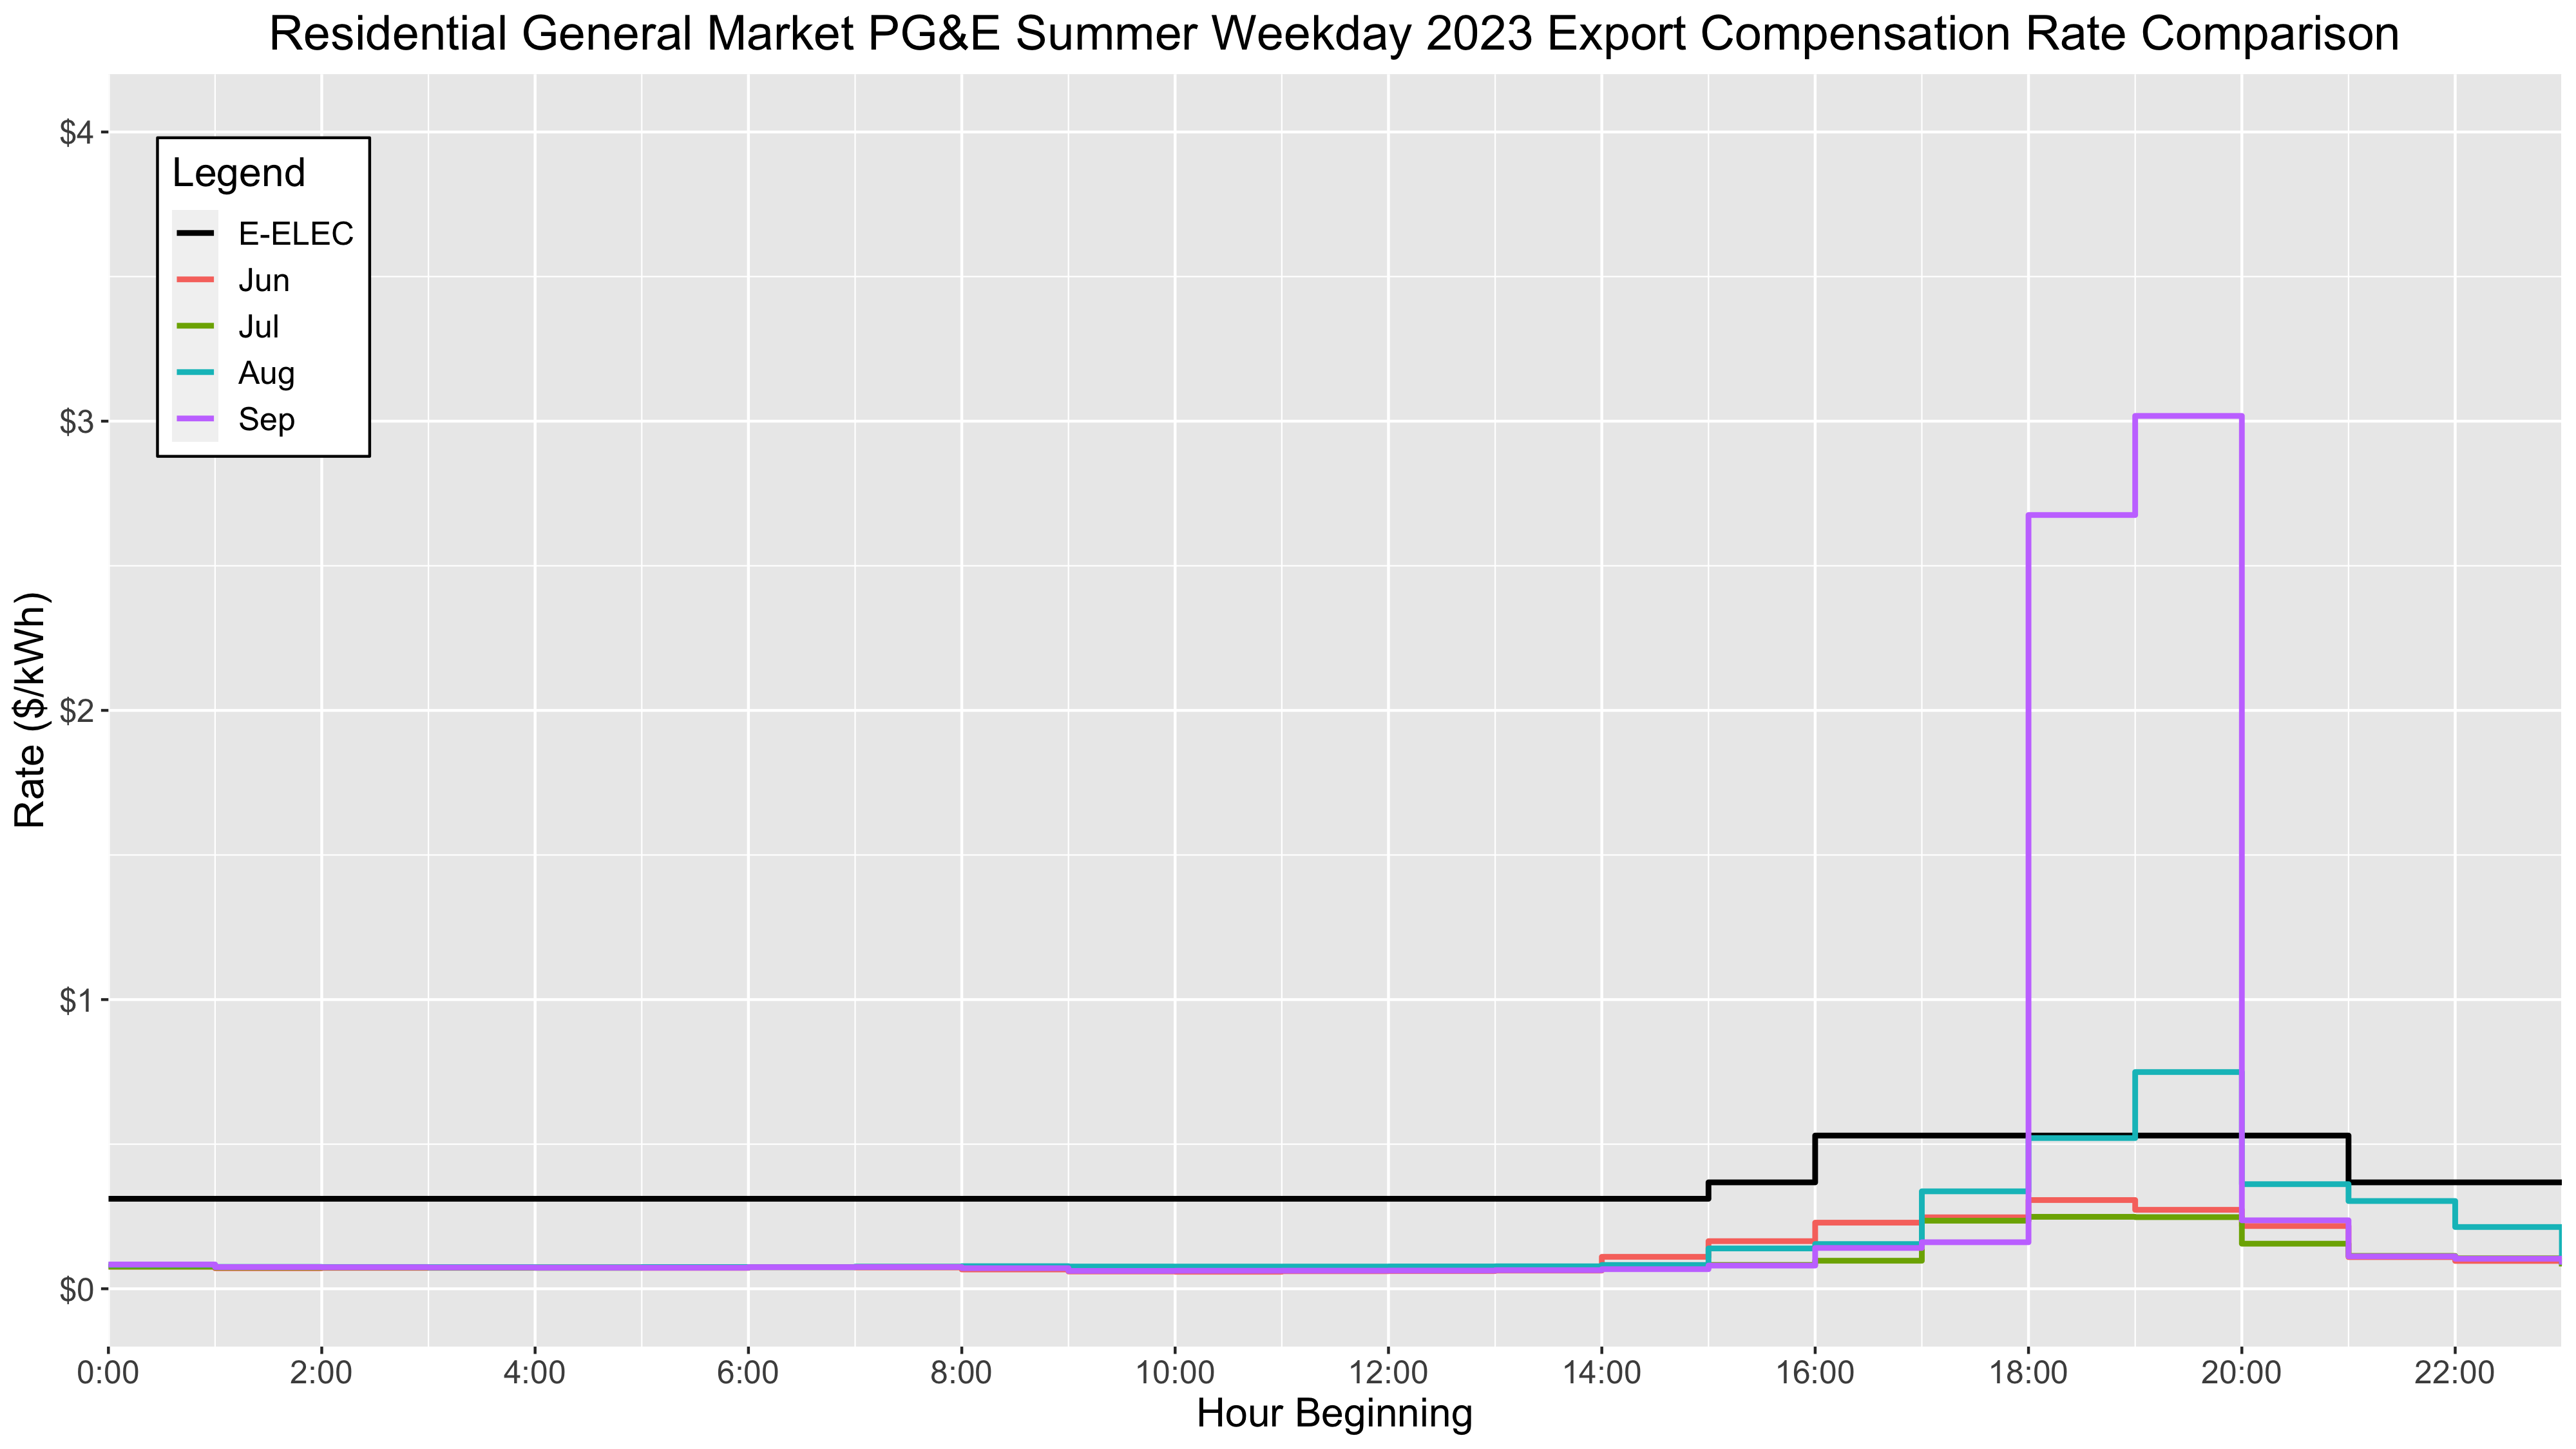 Residential General Market PG&E Summer Weekday 2023 Export Compensation Rate Comparison
Legend
E-ELEC
Jun
Jul
Aug
Sep
Rate ($/kWh)
$4
$3
$2
$1
$0
0:00 2:00 4:00 6:00 8:00 10:00 12:00 14:00 16:00 18:00 20:00 22:00
Hour Beginning